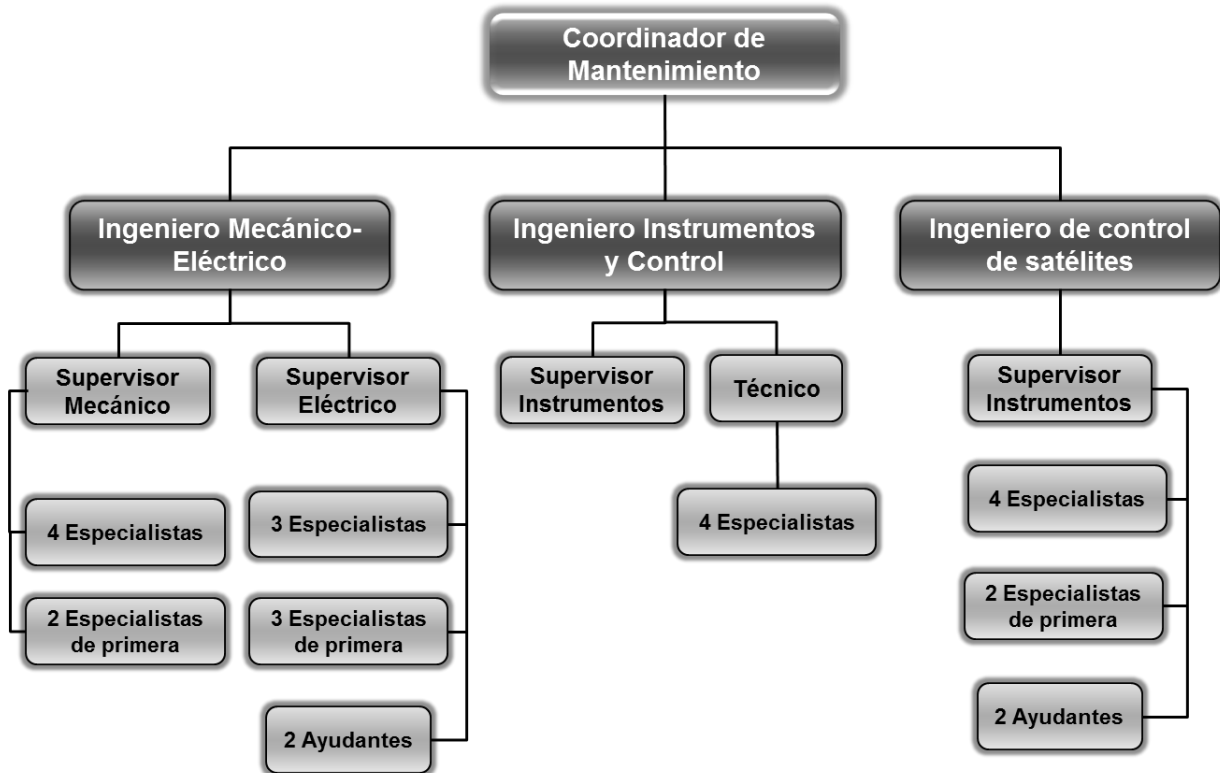 Coordinador de
Mantenimiento
Ingeniero Mecánico-
Eléctrico
Ingeniero Instrumentos
y Control
Ingeniero de control
de satélites
Supervisor
Mecánico
Supervisor
Eléctrico
Supervisor
Instrumentos
Técnico
Supervisor
Instrumentos
4 Especialistas
3 Especialistas
4 Especialistas
4 Especialistas
2 Especialistas
de primera
3 Especialistas
de primera
2 Especialistas
de primera
2 Ayudantes
2 Ayudantes